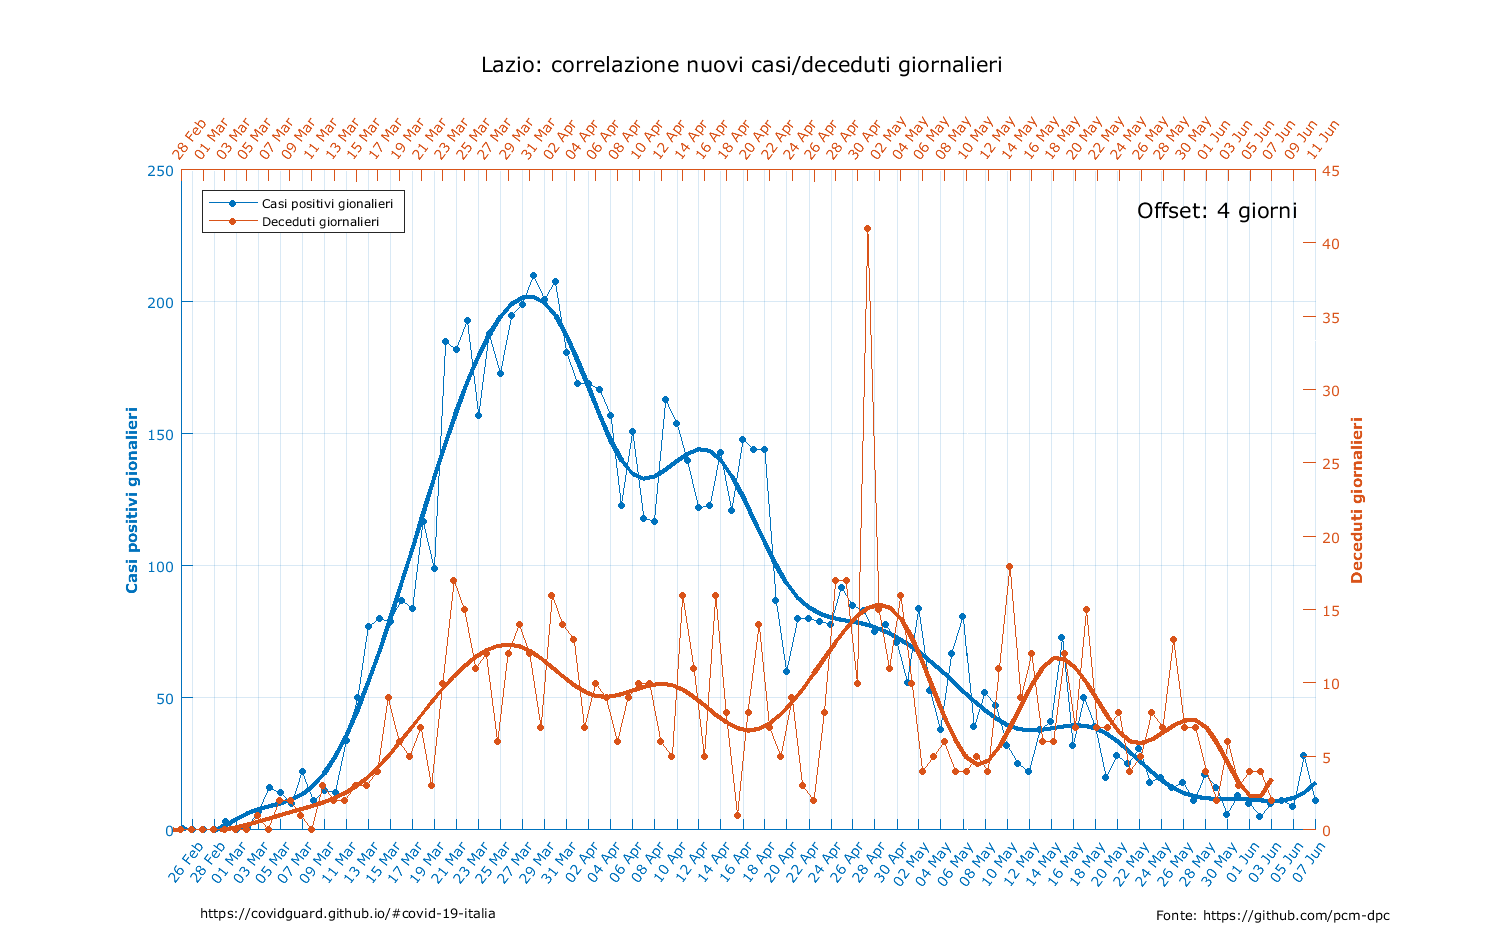 Lazio: correlazione nuovi casi/deceduti giornalieri
28 Feb
01 Mar
03 Mar
05 Mar
07 Mar
09 Mar
11 Mar
13 Mar
15 Mar
17 Mar
19 Mar
21 Mar
23 Mar
25 Mar
27 Mar
29 Mar
31 Mar
02 Apr
04 Apr
06 Apr
08 Apr
10 Apr
12 Apr
14 Apr
16 Apr
18 Apr
20 Apr
22 Apr
24 Apr
26 Apr
28 Apr
30 Apr
02 May
04 May
06 May
08 May
10 May
12 May
14 May
16 May
18 May
20 May
22 May
24 May
26 May
28 May
30 May
01 Jun
03 Jun
05 Jun
07 Jun
09 Jun
11 Jun
250
200
150
100
50
0
Casi positivi gionalieri
Casi positivi gionalieri
Deceduti giornalieri
Offset: 4 giorni
45
40
35
30
25
20
15
10
5
0
Deceduti giornalieri
26 Feb
28 Feb
01 Mar
03 Mar
05 Mar
07 Mar
09 Mar
11 Mar
13 Mar
15 Mar
17 Mar
19 Mar
21 Mar
23 Mar
25 Mar
27 Mar
29 Mar
31 Mar
02 Apr
04 Apr
06 Apr
08 Apr
10 Apr
12 Apr
14 Apr
16 Apr
18 Apr
20 Apr
22 Apr
24 Apr
26 Apr
28 Apr
30 Apr
02 May
04 May
06 May
08 May
10 May
12 May
14 May
16 May
18 May
20 May
22 May
24 May
26 May
28 May
30 May
01 Jun
03 Jun
05 Jun
07 Jun
https://covidguard.github.io/#covid-19-italia
Fonte: https://github.com/pcm-dpc